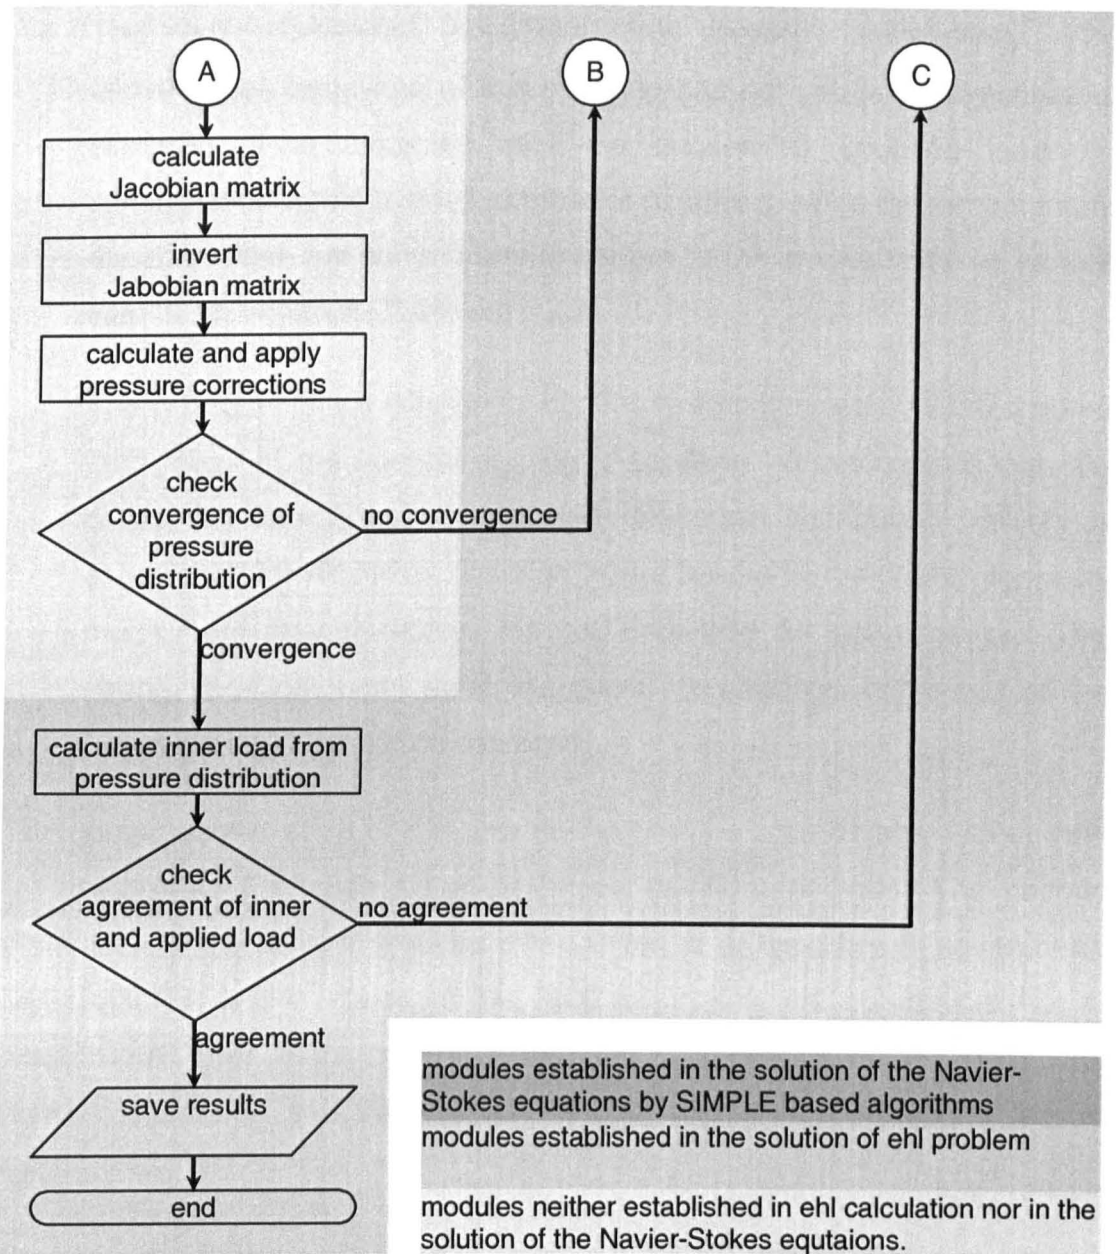 A
B
C
calculate
Jacobian matrix
invert
Jabobian matrix
calculate and apply
pressure corrections
check
convergence of
pressure
distribution
no convergence
convergence
calculate inner load from
pressure distribution
check
agreement of inner
and applied load
no agreement
agreement
save results
end
modules established in the solution of the Navier-
Stokes equations by SIMPLE based algorithms
modules established in the solution of ehl problem
modules neither established in ehl calculation nor in the
solution of the Navier-Stokes equtaions.